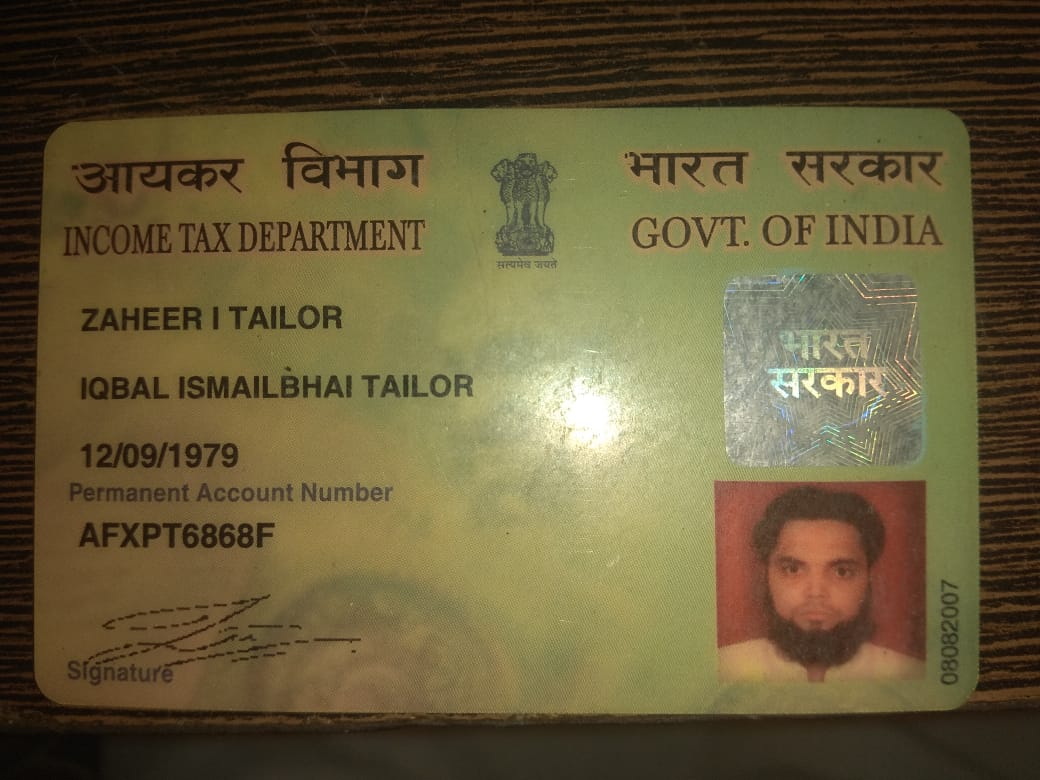 आयकर विभाग
INCOME TAX DEPARTMENT
सत्यमेव जयते
भारत सरकार
GOVT. OF INDIA
ZAHEER I TAILOR
IQBAL ISMAILBHAI TAILOR
12/09/1979
Permanent Account Number
AFXPT6868F
Signature
भारत
सरकार
08082007